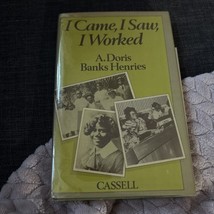 I Came, I Saw,
I Worked
A. Doris
Banks Henries
CASSELL